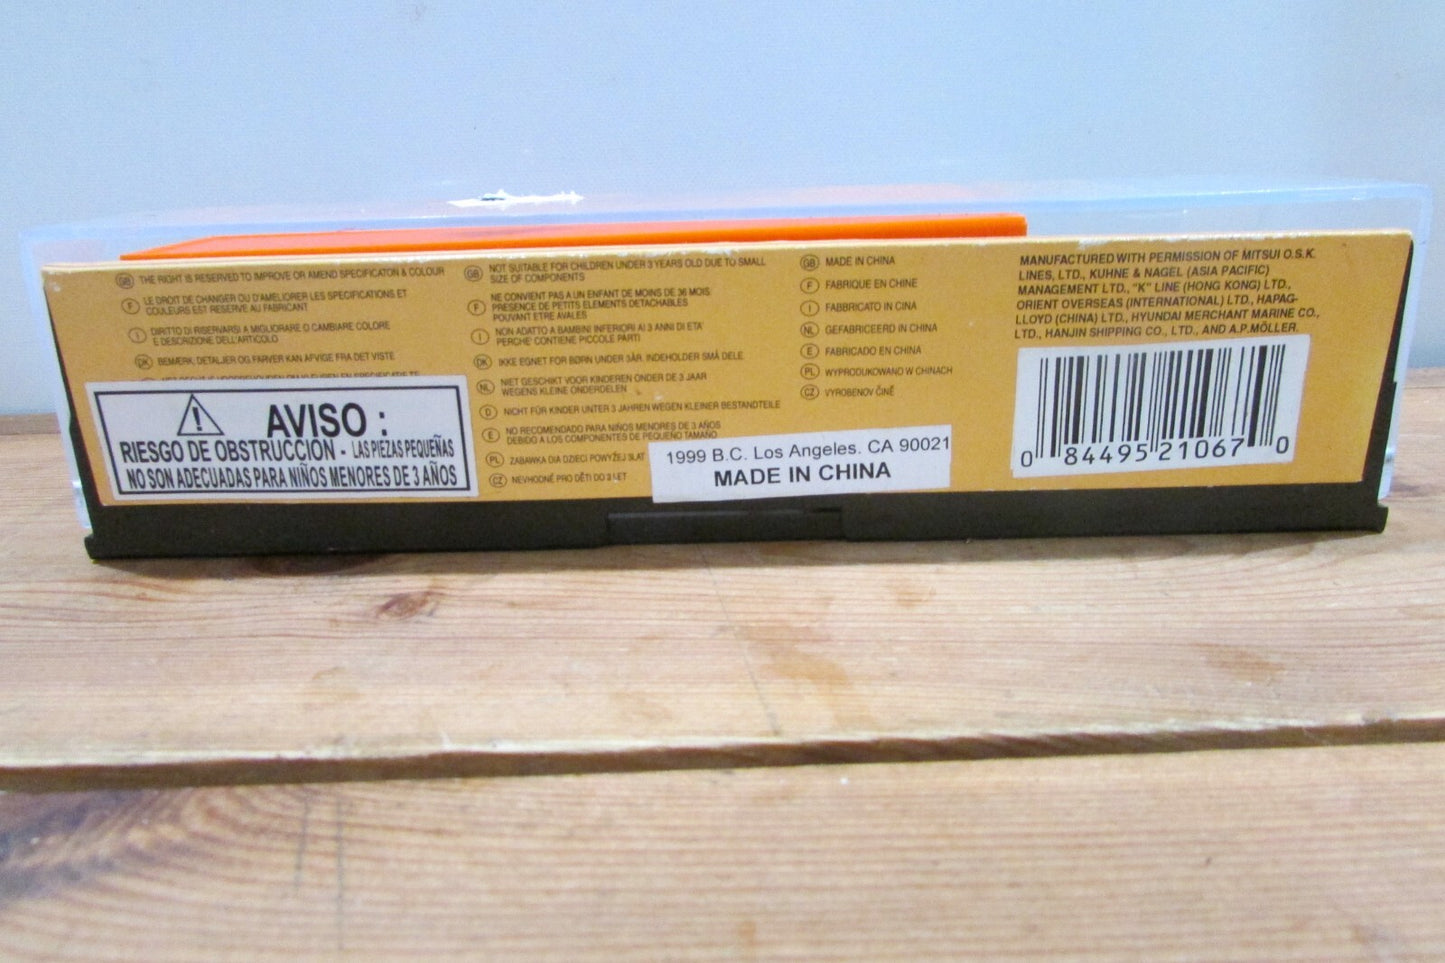 GB THE RIGHT IS RESERVED TO IMPROVE OR AMEND SPECIFICATON & COLOUR
F LE DROIT DE CHANGER OU D'AMELIORER LES SPECIFICATIONS ET
COULEURS EST RESERVE AU FABRICANT
I DIRITTO DI RISERVARSI A MIGLIORARE O CAMBIARE COLORE
E DESCRIZIONE DELL'ARTICOLO
DK BEMÆRK, DETALJER OG FARVER KAN AFVIGE FRA DET VISTE
AVISO :
RIESGO DE OBSTRUCCIÓN - LAS PIEZAS PEQUEÑAS
NO SON ADECUADAS PARA NIÑOS MENORES DE 3 AÑOS
GB NOT SUITABLE FOR CHILDREN UNDER 3 YEARS OLD DUE TO SMALL
SIZE OF COMPONENTS
F NE CONVIENT PAS A UN ENFANT DE MOINS DE 36 MOIS
PRESENCE DE PETITS ELEMENTS DETACHABLES
POUVANT ETRE AVALES
I NON ADATTO A BAMBINI INFERIORI AI 3 ANNI DI ETA'
PERCHE' CONTIENE PICCOLE PARTI
DK IKKE EGNET FOR BØRN UNDER 3ÅR. INDEHOLDER SMÅ DELE.
NL NIET GESCHIKT VOOR KINDEREN ONDER DE 3 JAAR
WEGENS KLEINE ONDERDELEN
D NICHT FÜR KINDER UNTER 3 JAHREN WEGEN KLEINER BESTANDTEILE
E NO RECOMENDADO PARA NIÑOS MENORES DE 3 AÑOS
DEBIDO A LOS COMPONENTES DE PEQUEÑO TAMAÑO
PL ZABAWKA DLA DZIECI POWYŻEJ 3LAT
CZ NEVHODNÉ PRO DĚTI DO 3 LET
GB MADE IN CHINA
F FABRIQUE EN CHINE
I FABBRICATO IN CINA
NL GEFABRICEERD IN CHINA
E FABRICADO EN CHINA
PL WYPRODUKOWANO W CHINACH
CZ VYROBENOV ČINĚ
1999 B.C. Los Angeles. CA 90021
MADE IN CHINA
MANUFACTURED WITH PERMISSION OF MITSUI O.S.K.
LINES, LTD., KUHNE & NAGEL (ASIA PACIFIC)
MANAGEMENT LTD., "K" LINE (HONG KONG) LTD.,
ORIENT OVERSEAS (INTERNATIONAL) LTD., HAPAG-
LLOYD (CHINA) LTD., HYUNDAI MERCHANT MARINE CO.,
LTD., HANJIN SHIPPING CO., LTD., AND A.P.MÖLLER.
0 84495 21067 0